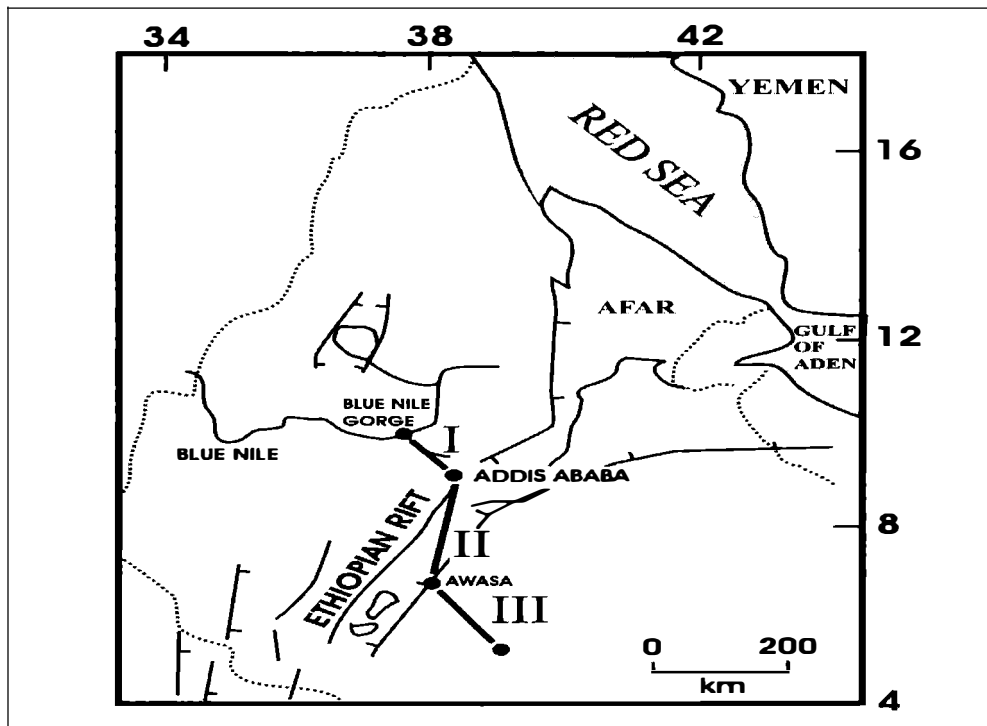 34 38 42
YEMEN
RED SEA
16
AFAR
12
GULF
OF
ADEN
BLUE NILE
GORGE
I
BLUE NILE
ADDIS ABABA
8
ETHIOPIAN RIFT
II
AWASA
III
0 200
km
4